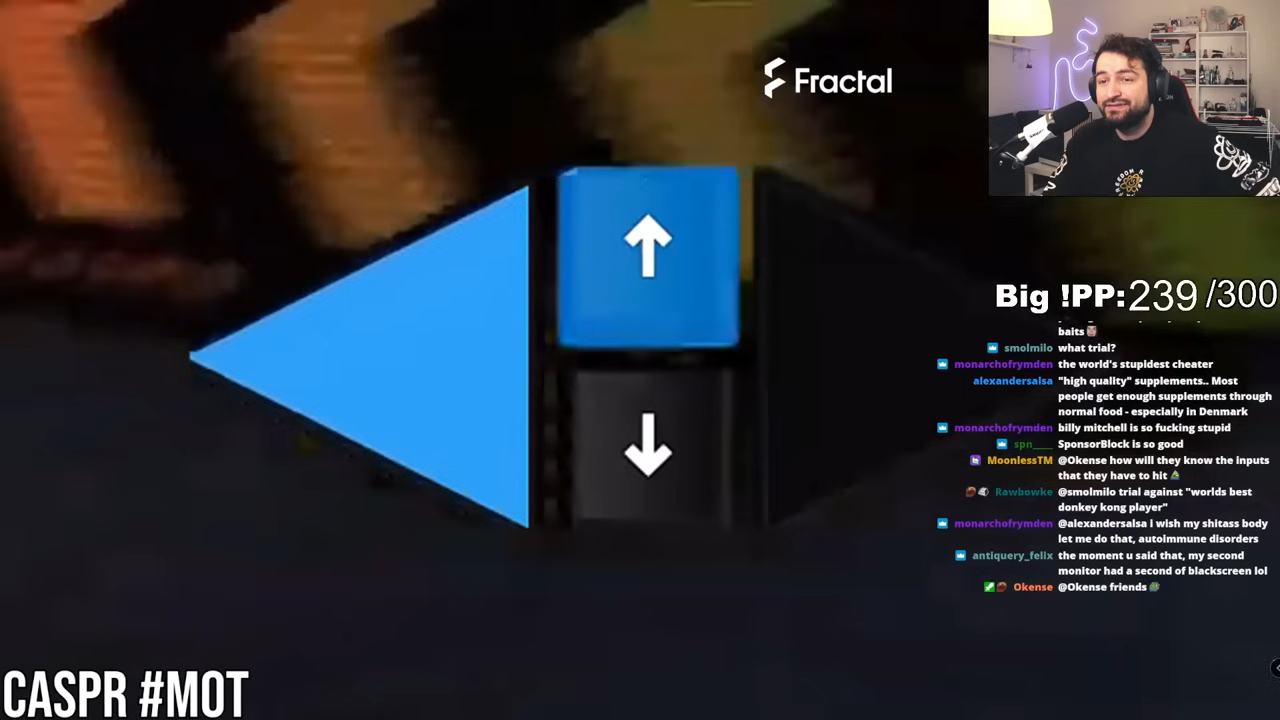 Fractal
Big !PP:239/300
baits
smolmilo what trial?
monarchofrymden the world's stupidest cheater
alexandersalsa "high quality" supplements.. Most
people get enough supplements through
normal food - especially in Denmark
monarchofrymden billy mitchell is so fucking stupid
spn____ SponsorBlock is so good
MoonlessTM @Okense how will they know the inputs
that they have to hit
Rawbowke @smolmilo trial against "worlds best
donkey kong player"
monarchofrymden @alexandersalsa i wish my shitass body
let me do that, autoimmune disorders
antiquery_felix the moment u said that, my second
monitor had a second of blackscreen lol
Okense @Okense friends
CASPR #MOT